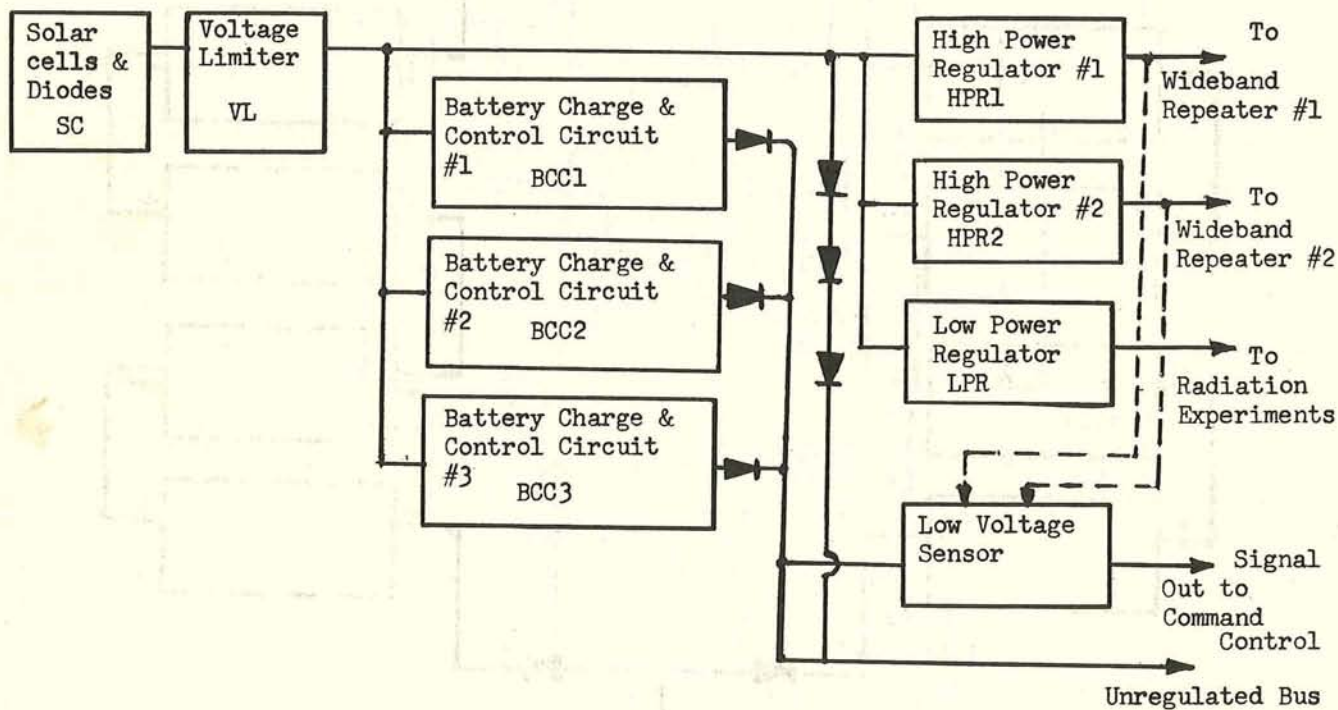 Solar
cells &
Diodes
SC
Voltage
Limiter
VL
Battery Charge &
Control Circuit
#1
BCC1
Battery Charge &
Control Circuit
#2
BCC2
Battery Charge &
Control Circuit
#3
BCC3
High Power
Regulator #1
HPR1
To
Wideband
Repeater #1
High Power
Regulator #2
HPR2
To
Wideband
Repeater #2
Low Power
Regulator
LPR
To
Radiation
Experiments
Low Voltage
Sensor
Signal
Out to
Command
Control
Unregulated Bus